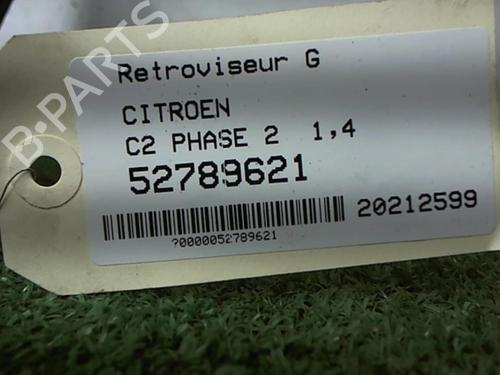 Retroviseur G
CITROEN
C2 PHASE 2 1,4
52789621
20212599
?0000052789621
B-PARTS